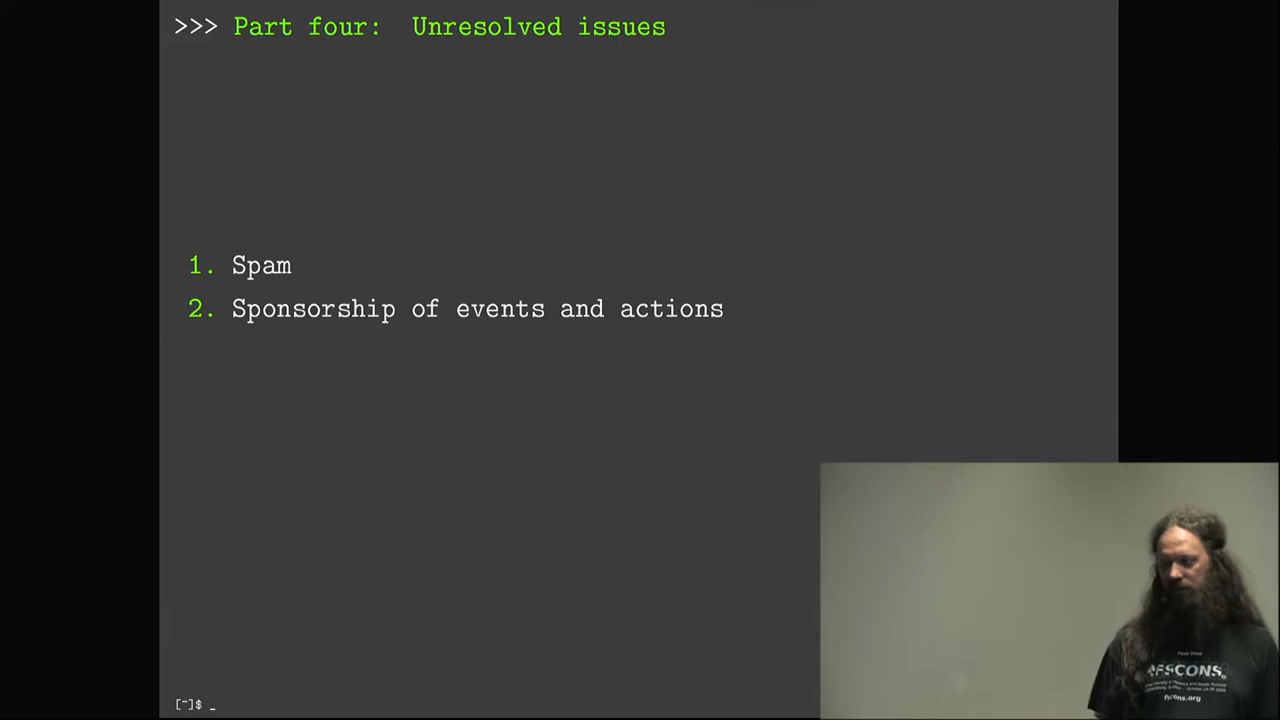 >>> Part four:  Unresolved issues
1. Spam
2. Sponsorship of events and actions
[~]$ _
FSCONS
fscons.org